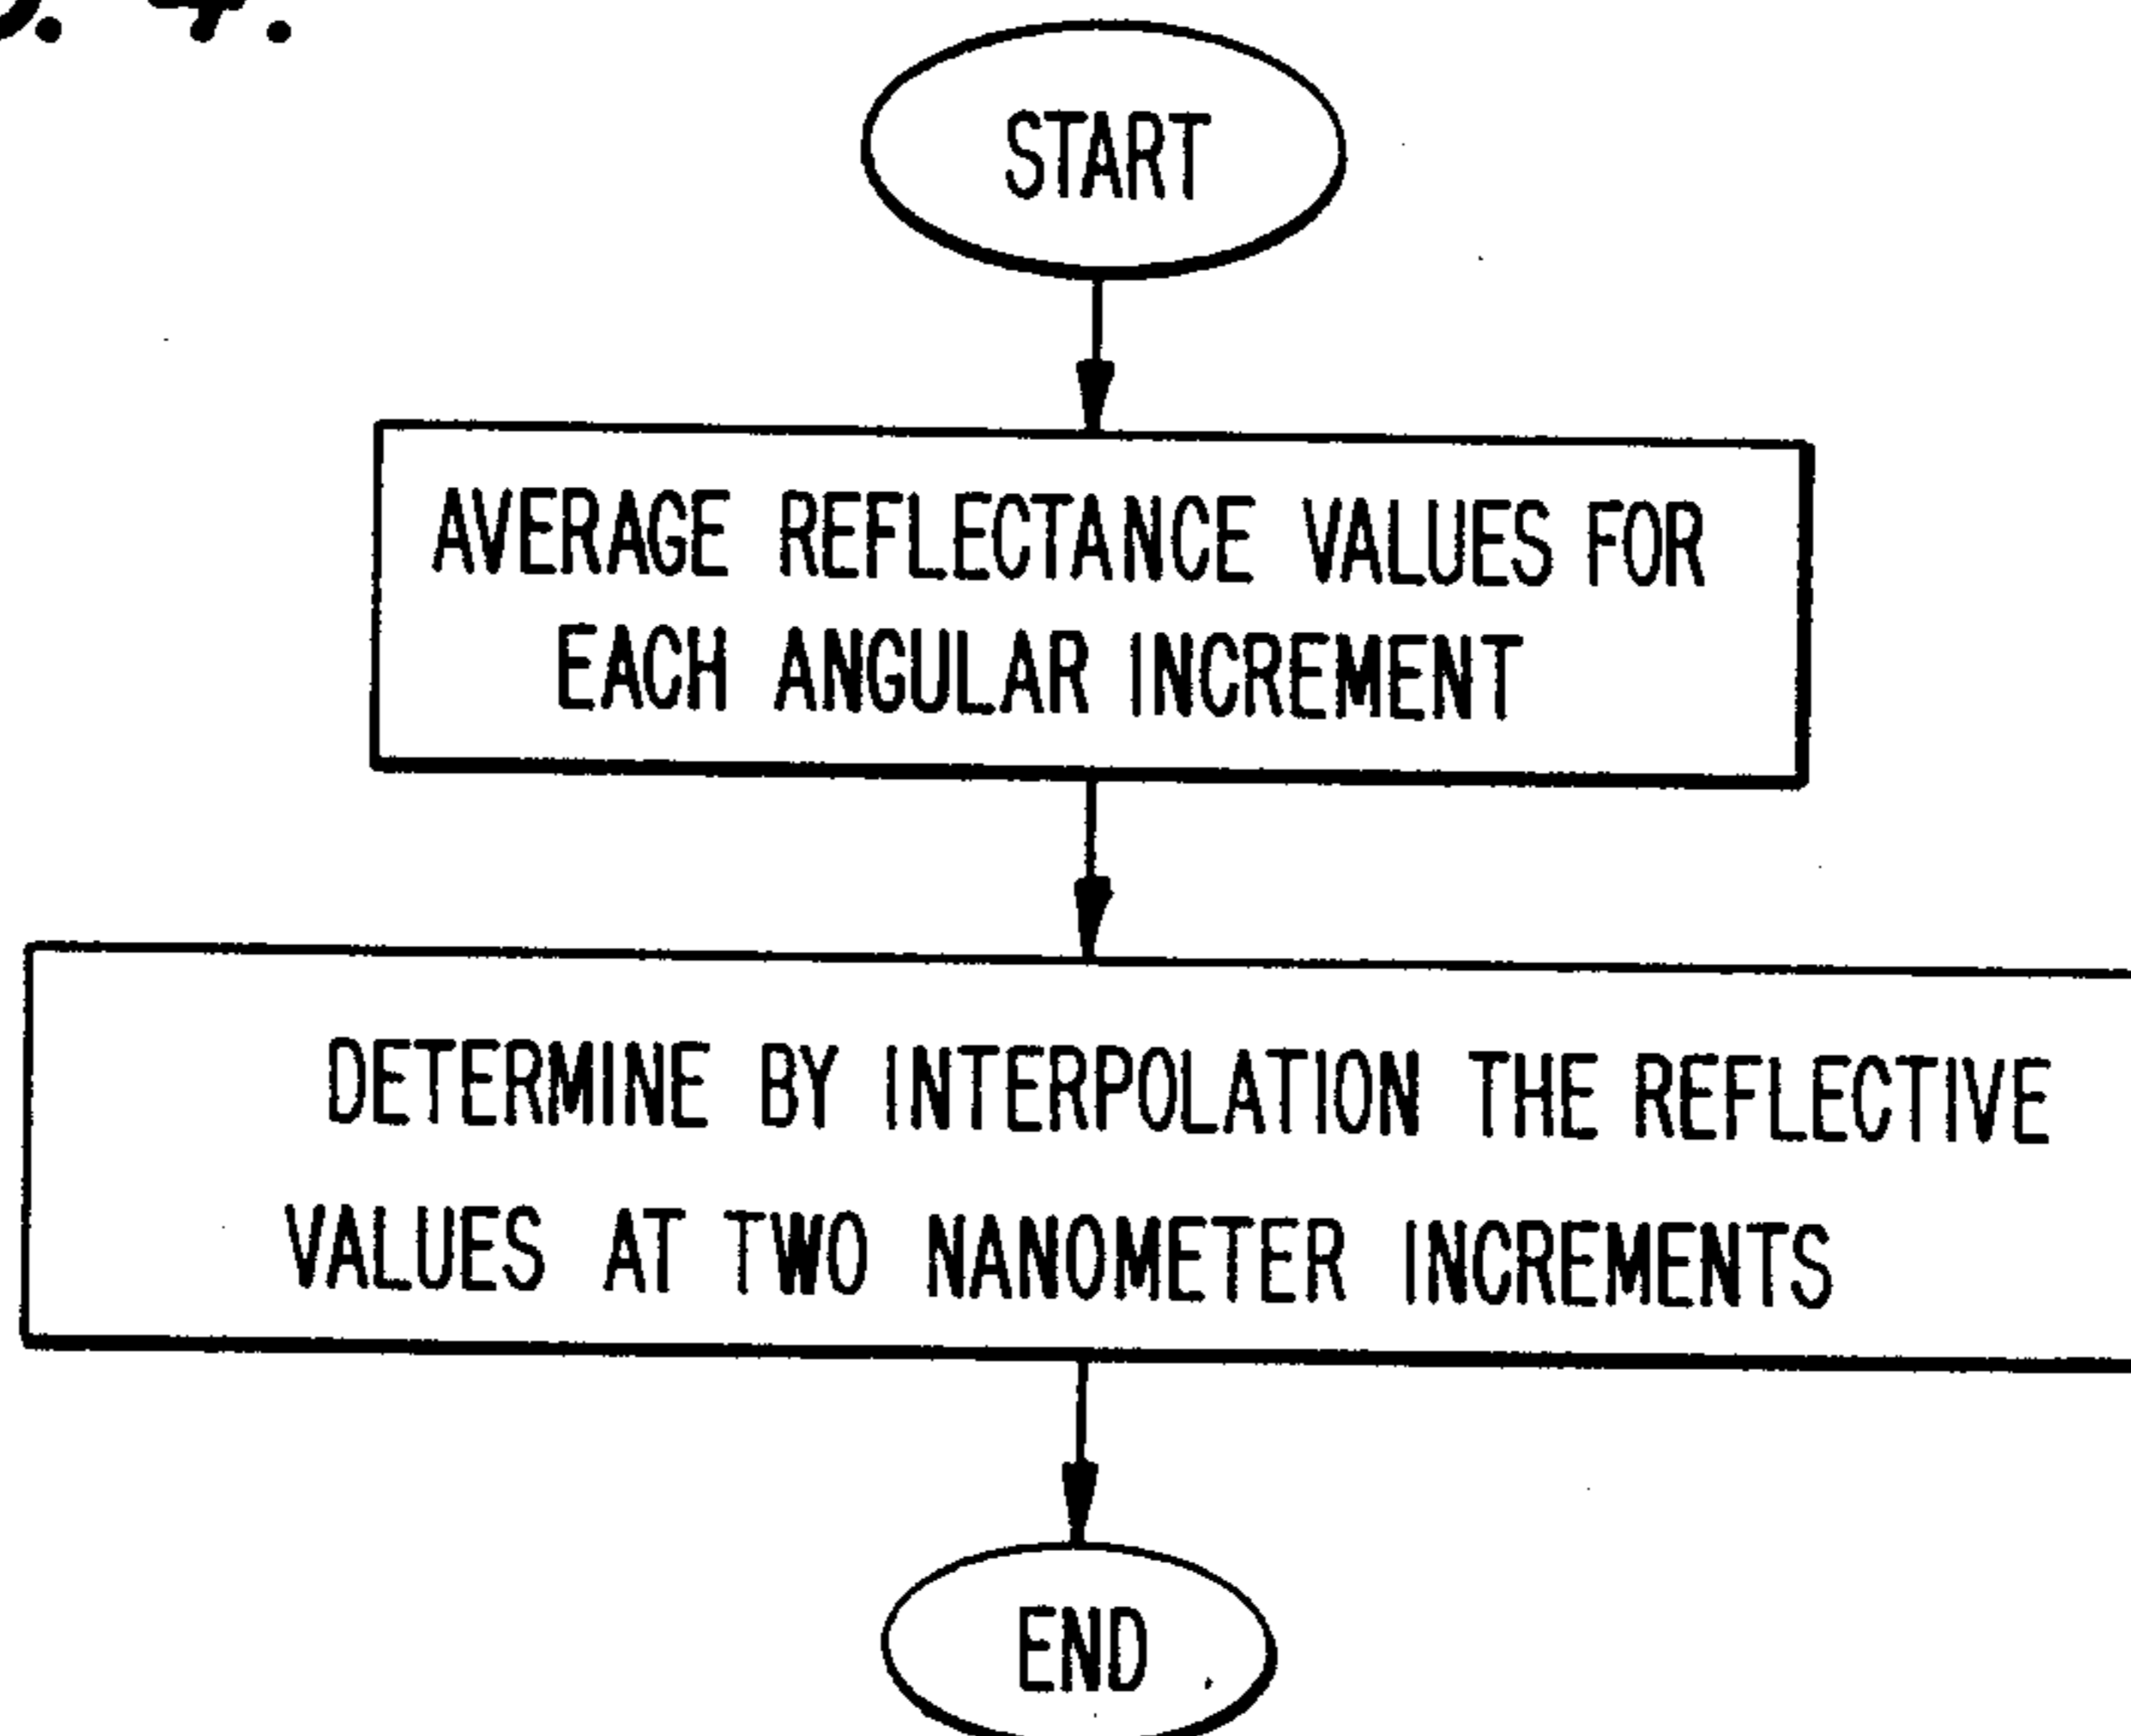 4.
START
AVERAGE REFLECTANCE VALUES FOR
EACH ANGULAR INCREMENT
DETERMINE BY INTERPOLATION THE REFLECTIVE
VALUES AT TWO NANOMETER INCREMENTS
END